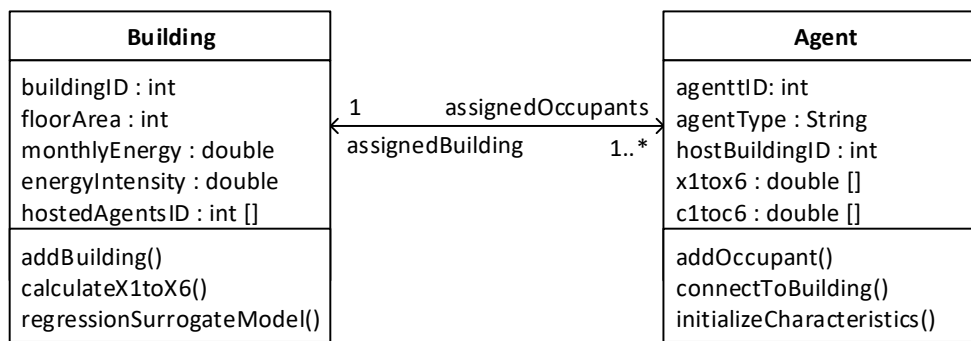 Building
buildingID : int
floorArea : int
monthlyEnergy : double
energyIntensity : double
hostedAgentsID : int []
addBuilding()
calculateX1toX6()
regressionSurrogateModel()
1 assignedOccupants
assignedBuilding 1..*
Agent
agenttID: int
agentType : String
hostBuildingID : int
x1tox6 : double []
c1toc6 : double []
addOccupant()
connectToBuilding()
initializeCharacteristics()